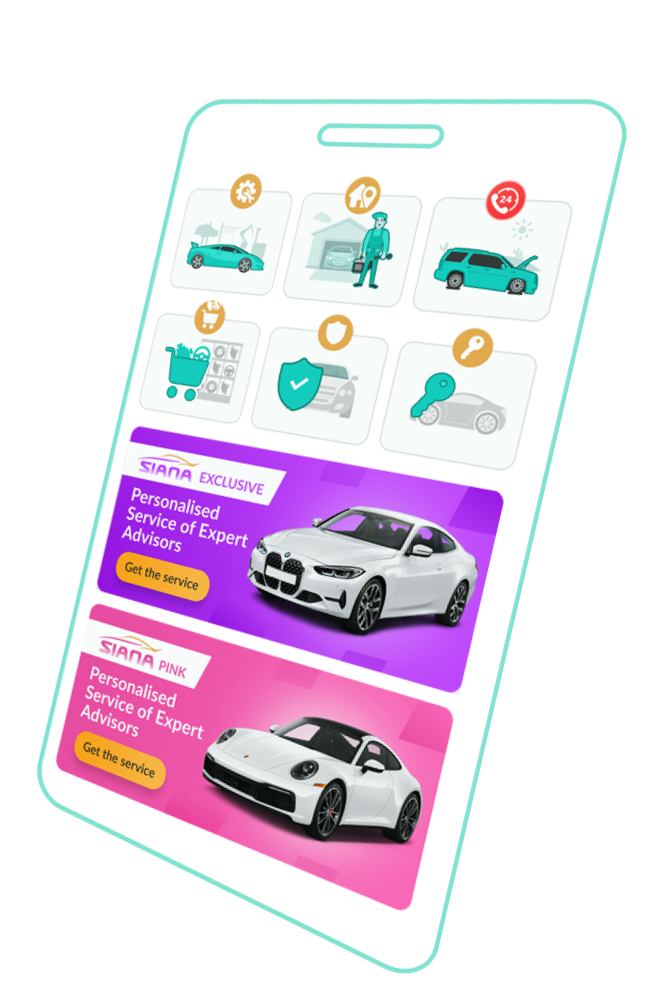 24
SIANA EXCLUSIVE
Personalised
Service of Expert
Advisors
Get the service
SIANA PINK
Personalised
Service of Expert
Advisors
Get the service